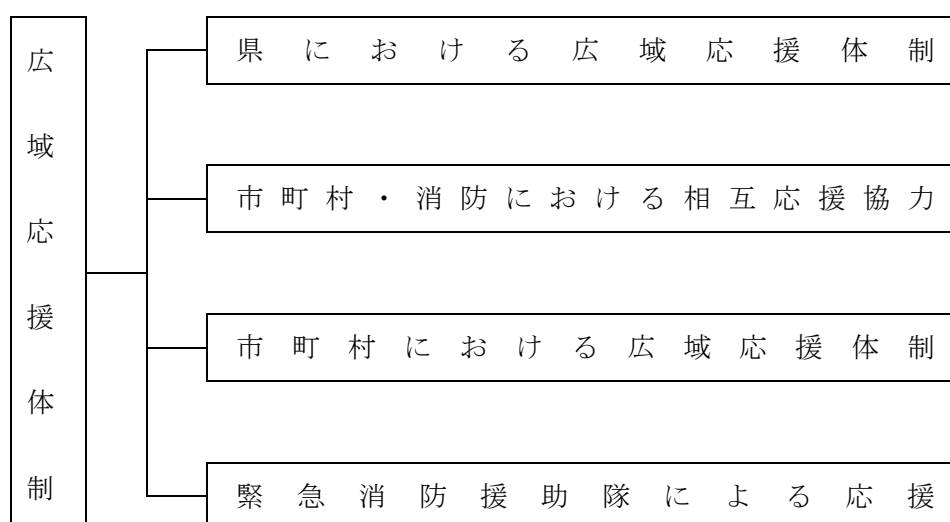 広域応援体制
県における広域応援体制
市町村・消防における相互応援協力
市町村における広域応援体制
緊急消防援助隊による応援